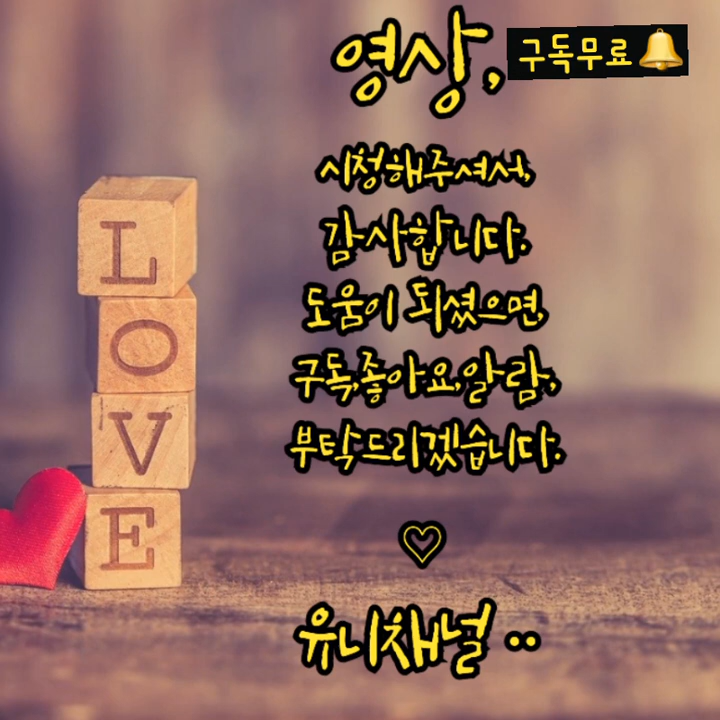 영상,
구독무료🔔
시청해주셔서,
감사합니다.
도움이 되셨으면,
구독,좋아요,알람,
부탁드리겠습니다.
♡
유니채널 ..
L
O
V
E